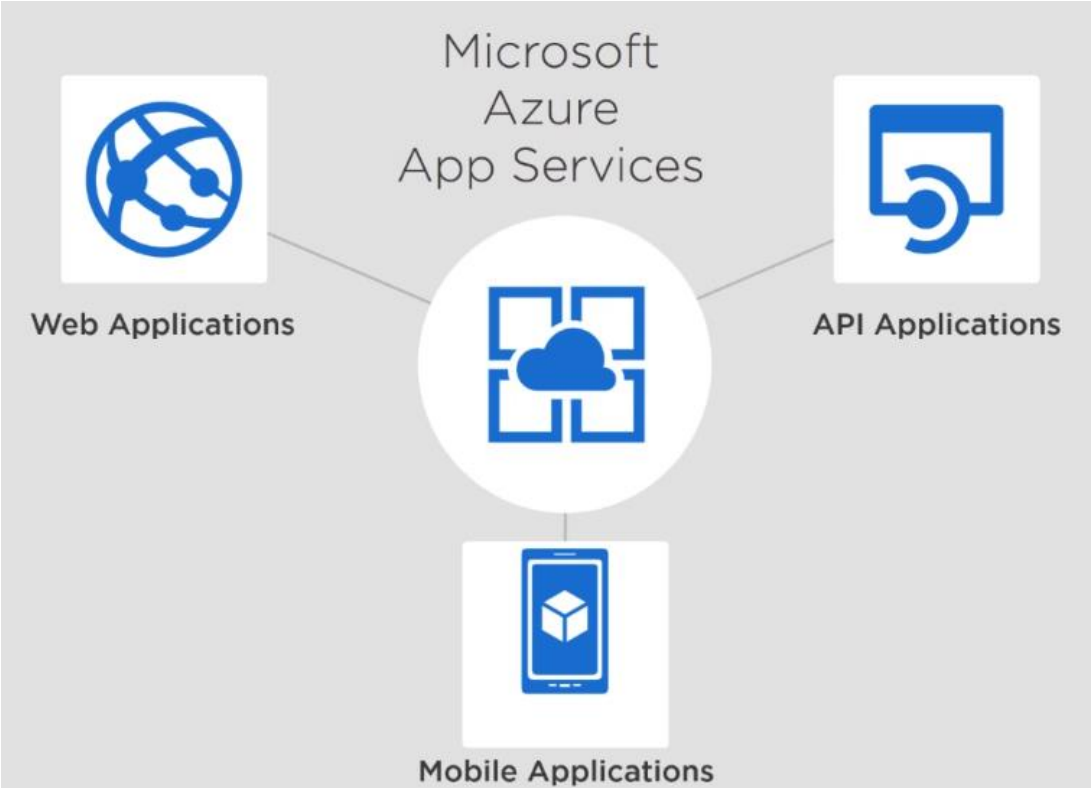 Microsoft
Azure
App Services
Web Applications
API Applications
Mobile Applications